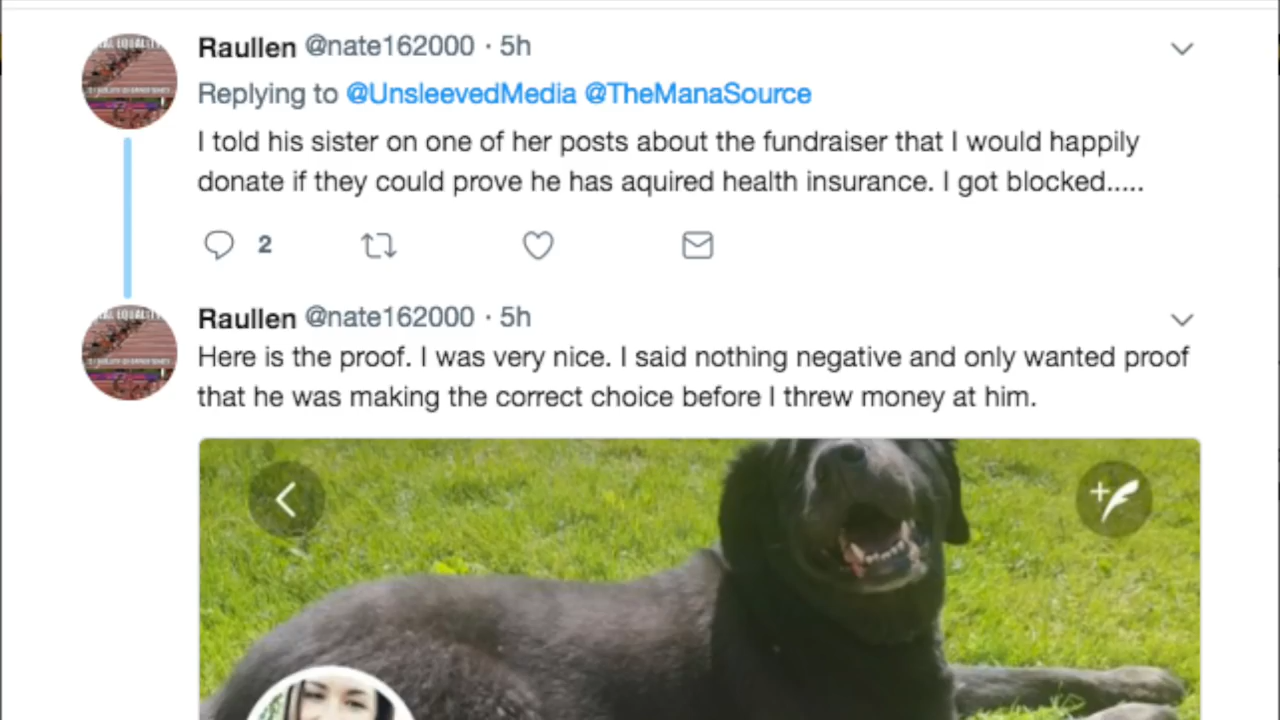 Raullen @nate162000 · 5h
Replying to @UnsleevedMedia @TheManaSource
I told his sister on one of her posts about the fundraiser that I would happily
donate if they could prove he has aquired health insurance. I got blocked.....
2
Raullen @nate162000 · 5h
Here is the proof. I was very nice. I said nothing negative and only wanted proof
that he was making the correct choice before I threw money at him.